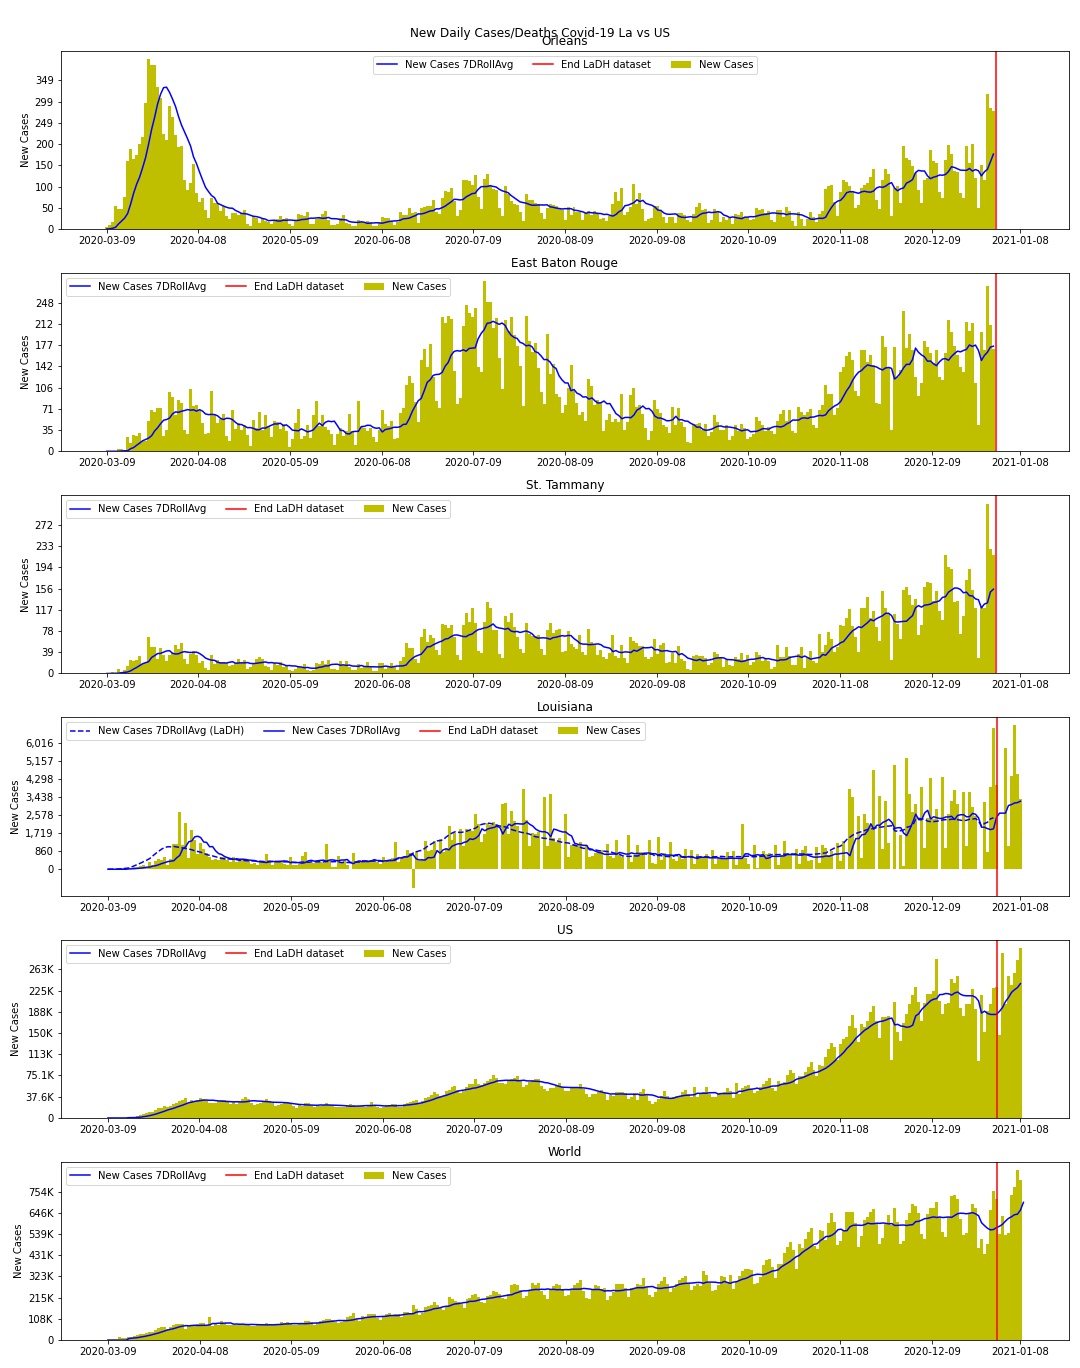 New Daily Cases/Deaths Covid-19 La vs US
Orleans
New Cases 7DRollAvg End LaDH dataset New Cases
New Cases
349
299
249
200
150
100
50
0
2020-03-09 2020-04-08 2020-05-09 2020-06-08 2020-07-09 2020-08-09 2020-09-08 2020-10-09 2020-11-08 2020-12-09 2021-01-08
East Baton Rouge
New Cases 7DRollAvg End LaDH dataset New Cases
New Cases
248
212
177
142
106
71
35
0
2020-03-09 2020-04-08 2020-05-09 2020-06-08 2020-07-09 2020-08-09 2020-09-08 2020-10-09 2020-11-08 2020-12-09 2021-01-08
St. Tammany
New Cases 7DRollAvg End LaDH dataset New Cases
New Cases
272
233
194
156
117
78
39
0
2020-03-09 2020-04-08 2020-05-09 2020-06-08 2020-07-09 2020-08-09 2020-09-08 2020-10-09 2020-11-08 2020-12-09 2021-01-08
Louisiana
New Cases 7DRollAvg (LaDH) New Cases 7DRollAvg End LaDH dataset New Cases
New Cases
6,016
5,157
4,298
3,438
2,578
1,719
860
0
2020-03-09 2020-04-08 2020-05-09 2020-06-08 2020-07-09 2020-08-09 2020-09-08 2020-10-09 2020-11-08 2020-12-09 2021-01-08
US
New Cases 7DRollAvg End LaDH dataset New Cases
New Cases
263K
225K
188K
150K
113K
75.1K
37.6K
0
2020-03-09 2020-04-08 2020-05-09 2020-06-08 2020-07-09 2020-08-09 2020-09-08 2020-10-09 2020-11-08 2020-12-09 2021-01-08
World
New Cases 7DRollAvg End LaDH dataset New Cases
New Cases
754K
646K
539K
431K
323K
215K
108K
0
2020-03-09 2020-04-08 2020-05-09 2020-06-08 2020-07-09 2020-08-09 2020-09-08 2020-10-09 2020-11-08 2020-12-09 2021-01-08